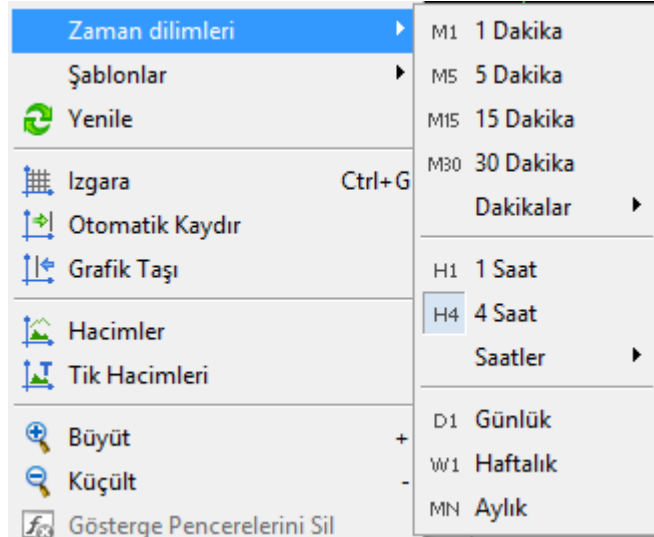 Zaman dilimleri
Şablonlar
Yenile
Izgara Ctrl+G
Otomatik Kaydır
Grafik Taşı
Hacimler
Tik Hacimleri
Büyüt +
Küçült -
Gösterge Pencerelerini Sil
M1 1 Dakika
M5 5 Dakika
M15 15 Dakika
M30 30 Dakika
Dakikalar
H1 1 Saat
H4 4 Saat
Saatler
D1 Günlük
W1 Haftalık
MN Aylık